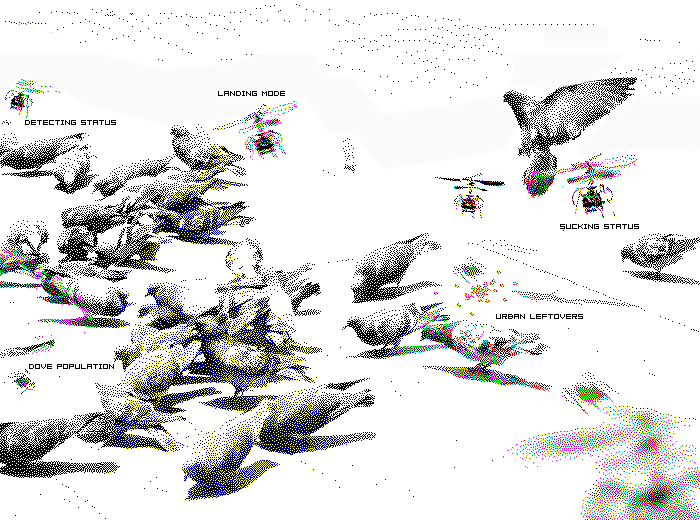 LANDING MODE
DETECTING STATUS
SUCKING STATUS
URBAN LEFTOVERS
DOVE POPULATION